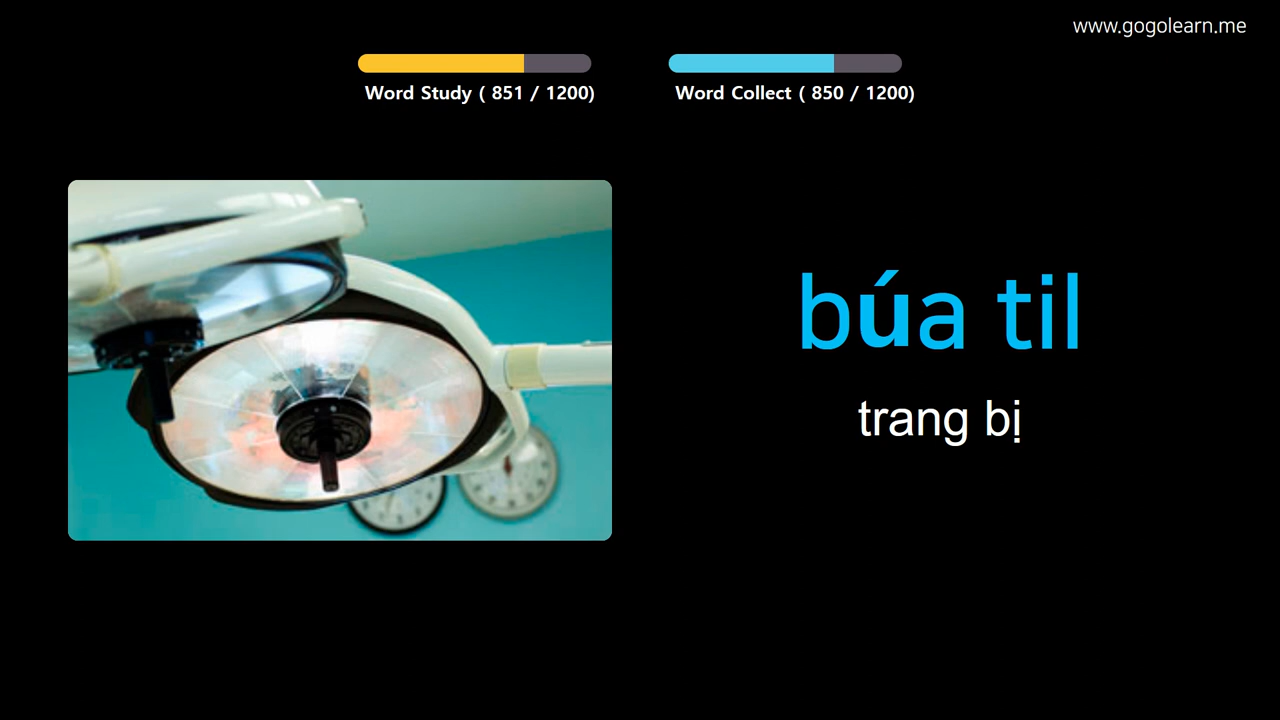 www.gogolearn.me
Word Study ( 851 / 1200)
Word Collect ( 850 / 1200)
búa til
trang bị